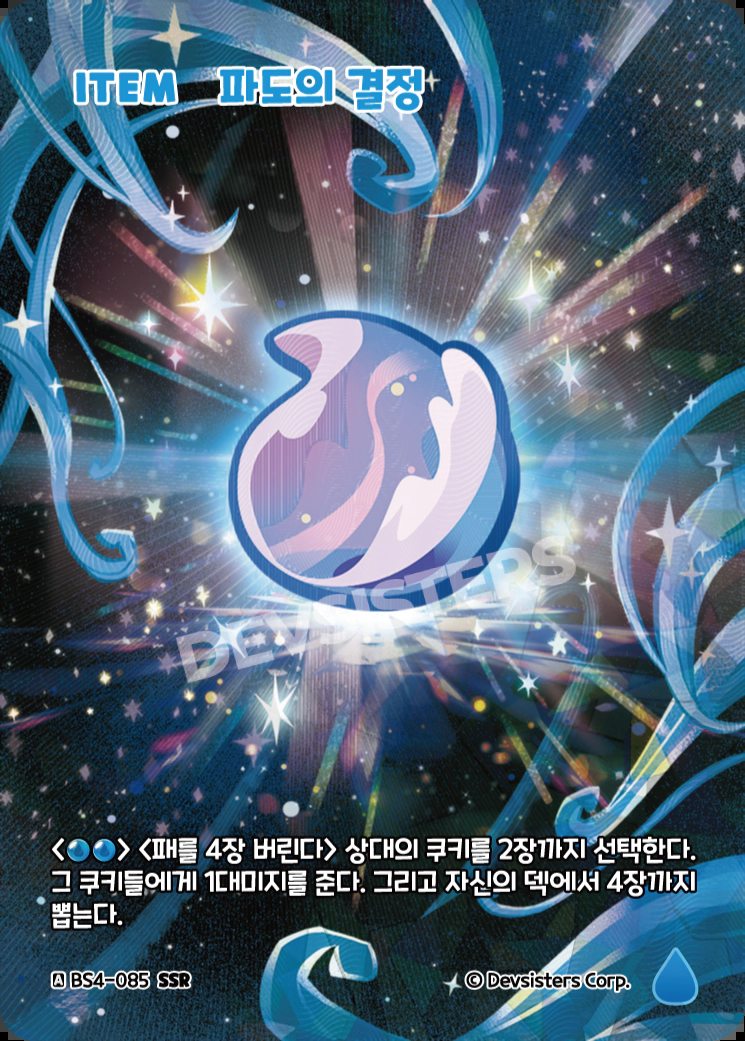 ITEM 파도의 결정
DEVSISTERS
<💧💧> <패를 4장 버린다> 상대의 쿠키를 2장까지 선택한다.
그 쿠키들에게 1대미지를 준다. 그리고 자신의 덱에서 4장까지
뽑는다.
A BS4-085 SSR
© Devsisters Corp.